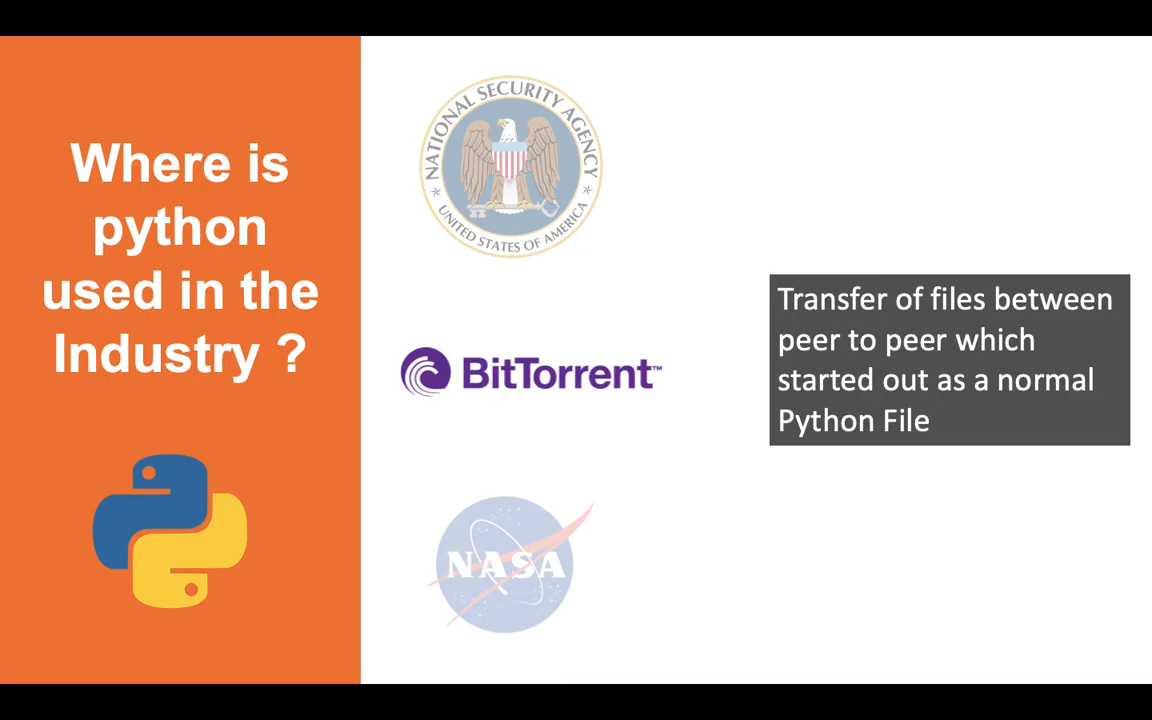 Where is
python
used in the
Industry ?
NATIONAL SECURITY AGENCY
UNITED STATES OF AMERICA
BitTorrent™
Transfer of files between
peer to peer which
started out as a normal
Python File
NASA